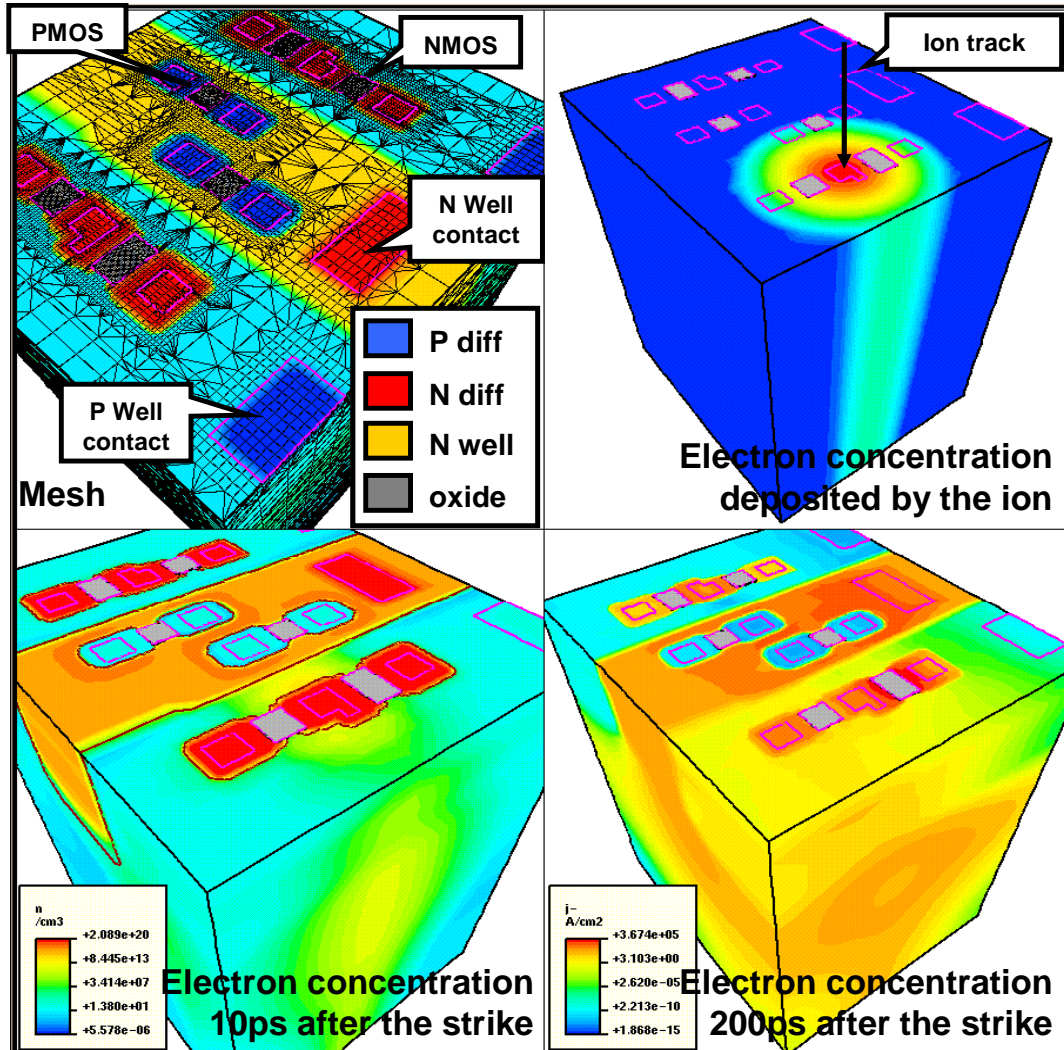 PMOS
NMOS
N Well
contact
P diff
N diff
N well
oxide
P Well
contact
Mesh
Ion track
Electron concentration
deposited by the ion
n
/cm3
+2.089e+20
+8.445e+13
+3.414e+07
+1.380e+01
+5.578e-06
Electron concentration
10ps after the strike
j-
A/cm2
+3.674e+05
+3.103e+00
+2.620e-05
+2.213e-10
+1.868e-15
Electron concentration
200ps after the strike